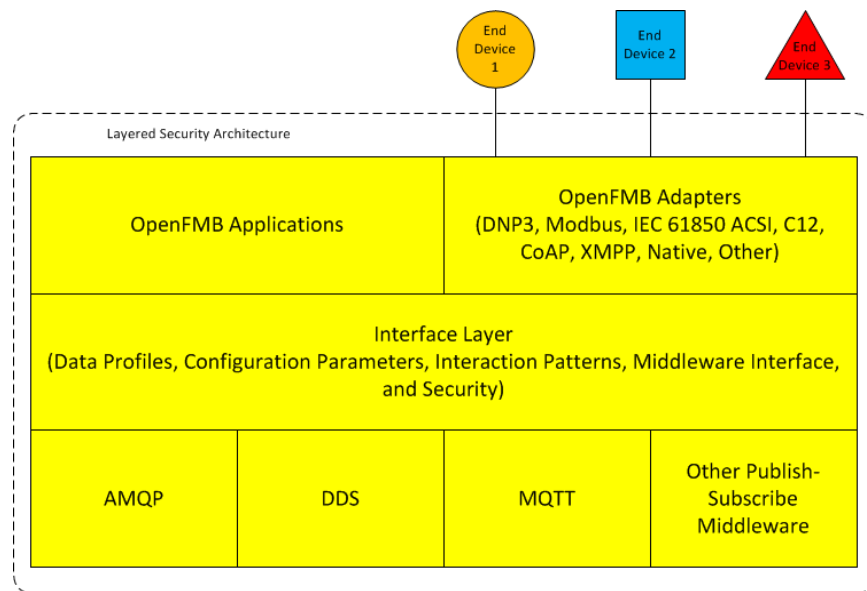 End
Device
1
End
Device 2
End
Device 3
Layered Security Architecture
OpenFMB Applications
OpenFMB Adapters
(DNP3, Modbus, IEC 61850 ACSI, C12,
CoAP, XMPP, Native, Other)
Interface Layer
(Data Profiles, Configuration Parameters, Interaction Patterns, Middleware Interface,
and Security)
AMQP
DDS
MQTT
Other Publish-
Subscribe
Middleware